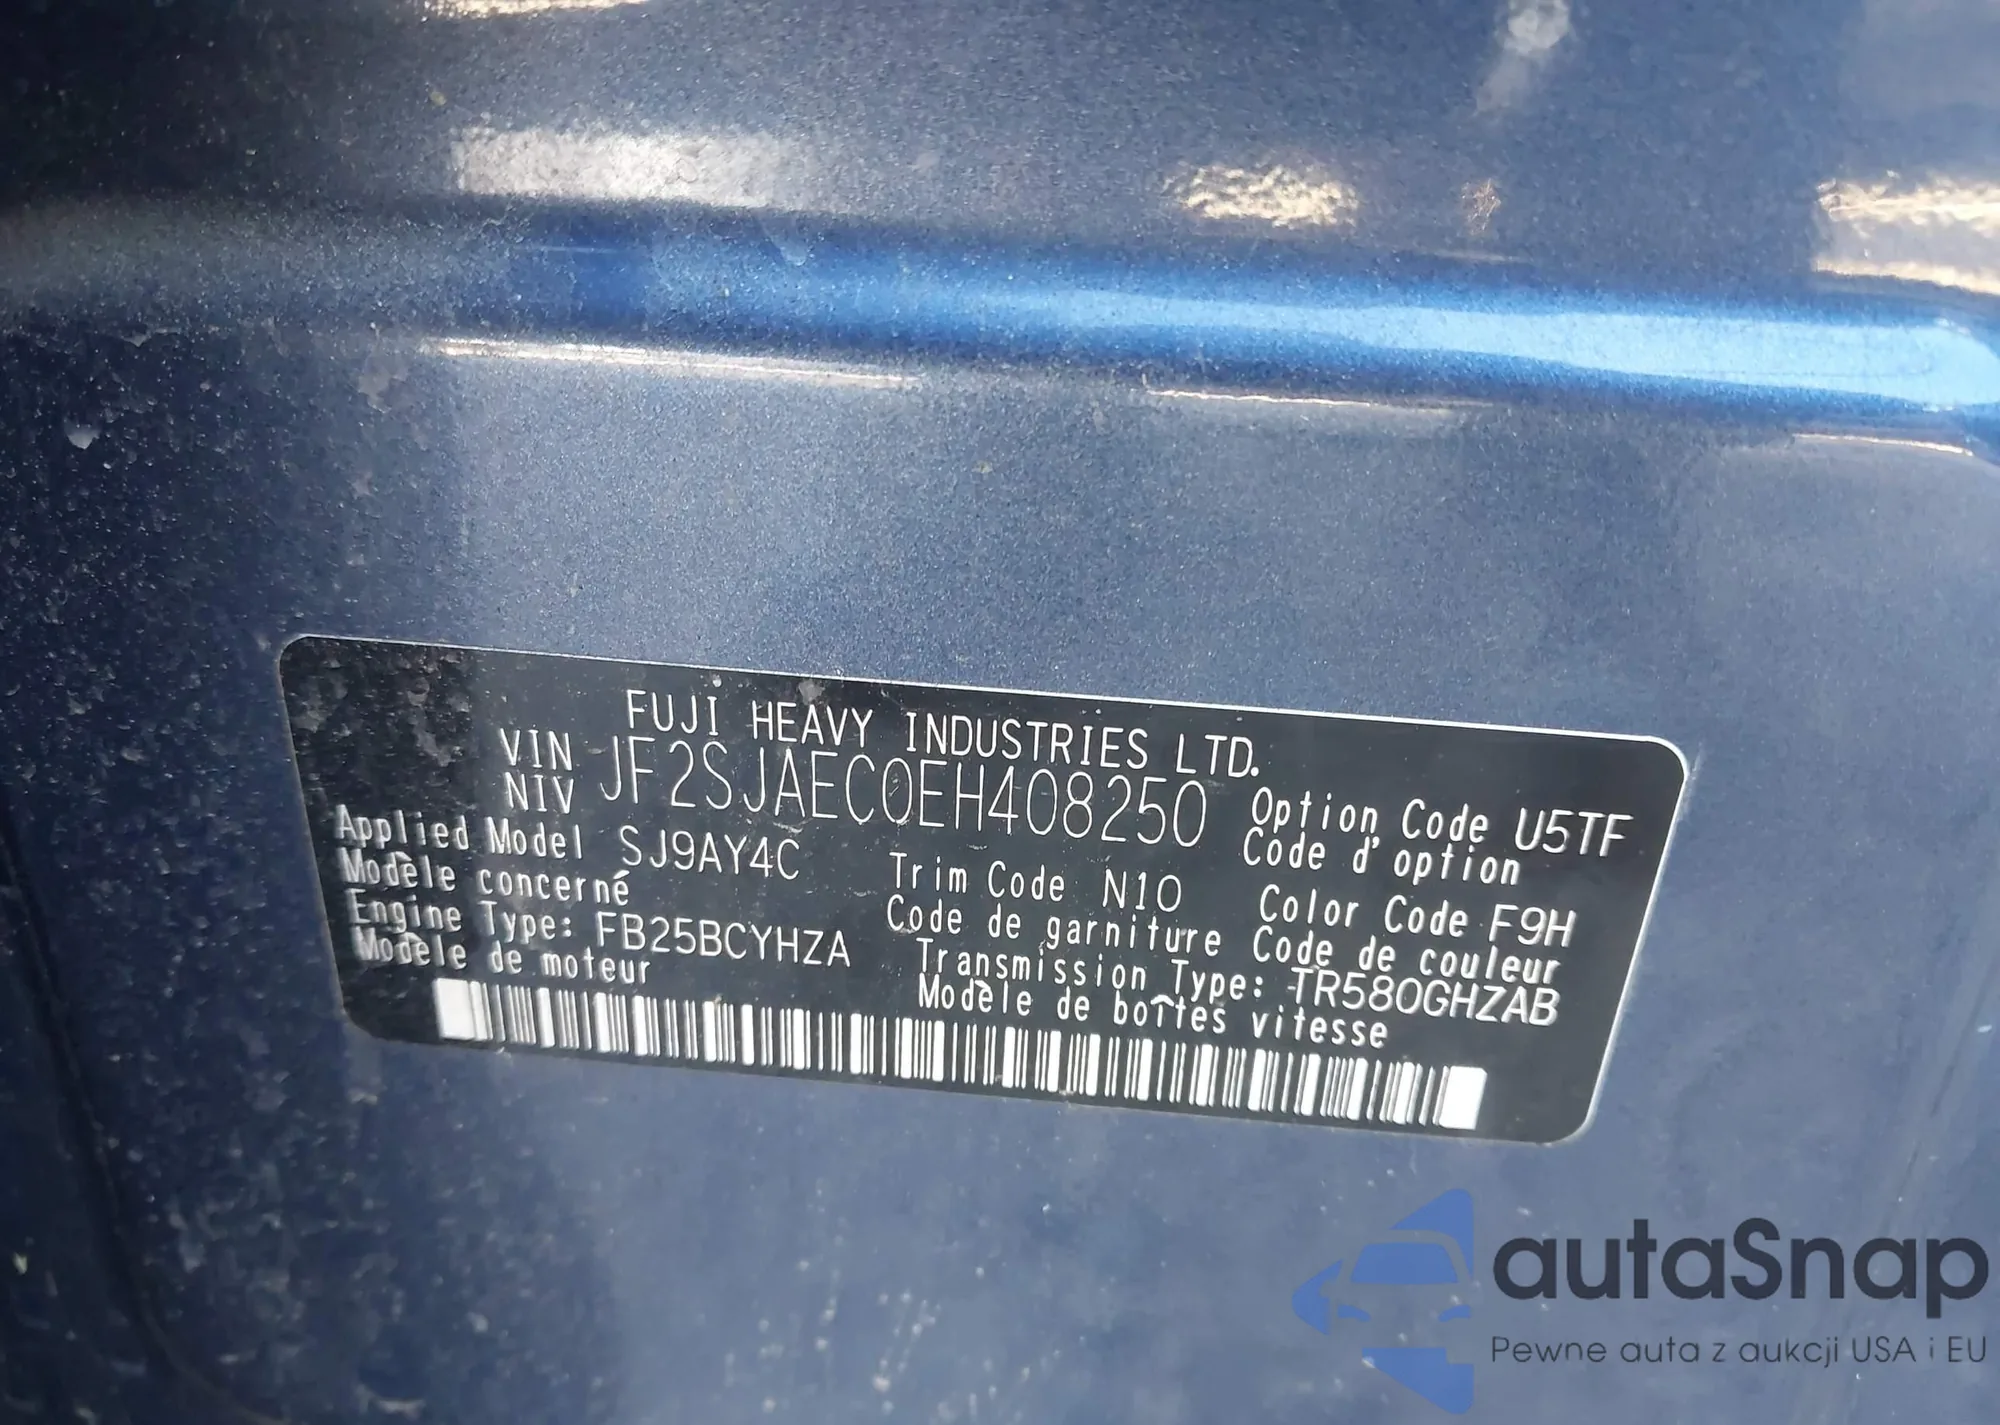 FUJI HEAVY INDUSTRIES LTD.
VIN
NIV
JF2SJAEC0EH408250
Option Code U5TF
Code d'option
Applied Model SJ9AY4C
Modèle concerné
Trim Code N10
Code de garniture
Color Code F9H
Code de couleur
Engine Type: FB25BCYHZA
Modèle de moteur
Transmission Type: TR580GHZAB
Modèle de boîtes vitesse
autaSnap
Pewne auta z aukcji USA i EU